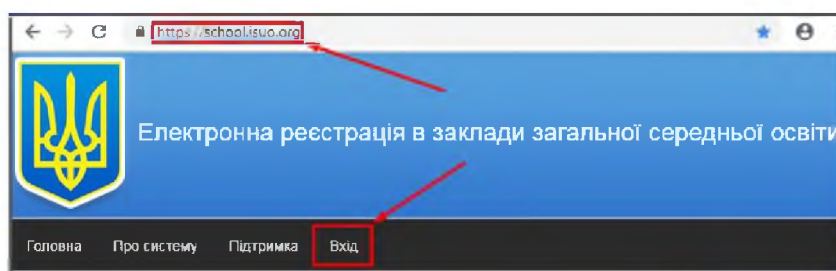 https://school.isuo.org
Електронна реєстрація в заклади загальної середньої освіти
Головна Про систему Підтримка Вхід